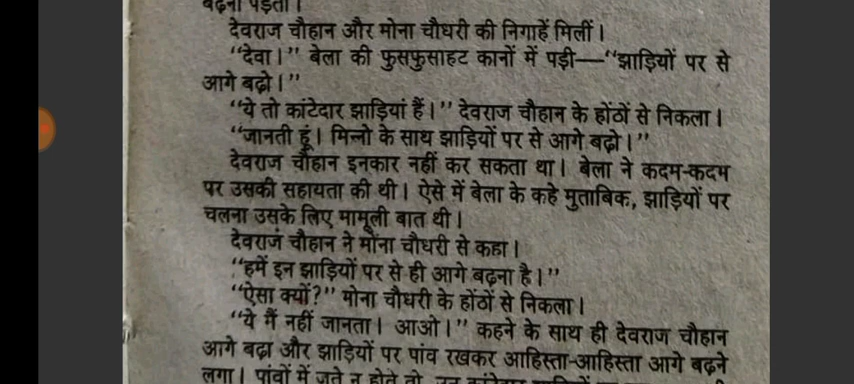 बढ़ना पड़ता।
देवराज चौहान और मोना चौधरी की निगाहें मिलीं।
“देवा।” बेला की फुसफुसाहट कानों में पड़ी—“झाड़ियों पर से
आगे बढ़ो।”
“ये तो कांटेदार झाड़ियां हैं।” देवराज चौहान के होंठों से निकला।
“जानती हूं। मिन्नो के साथ झाड़ियों पर से आगे बढ़ो।”
देवराज चौहान इनकार नहीं कर सकता था। बेला ने कदम-कदम
पर उसकी सहायता की थी। ऐसे में बेला के कहे मुताबिक, झाड़ियों पर
चलना उसके लिए मामूली बात थी।
देवराज चौहान ने मोना चौधरी से कहा।
“हमें इन झाड़ियों पर से ही आगे बढ़ना है।”
“ऐसा क्यों?” मोना चौधरी के होंठों से निकला।
“ये मैं नहीं जानता। आओ।” कहने के साथ ही देवराज चौहान
आगे बढ़ा और झाड़ियों पर पांव रखकर आहिस्ता-आहिस्ता आगे बढ़ने
लगा। पांवों में जूते न होते तो